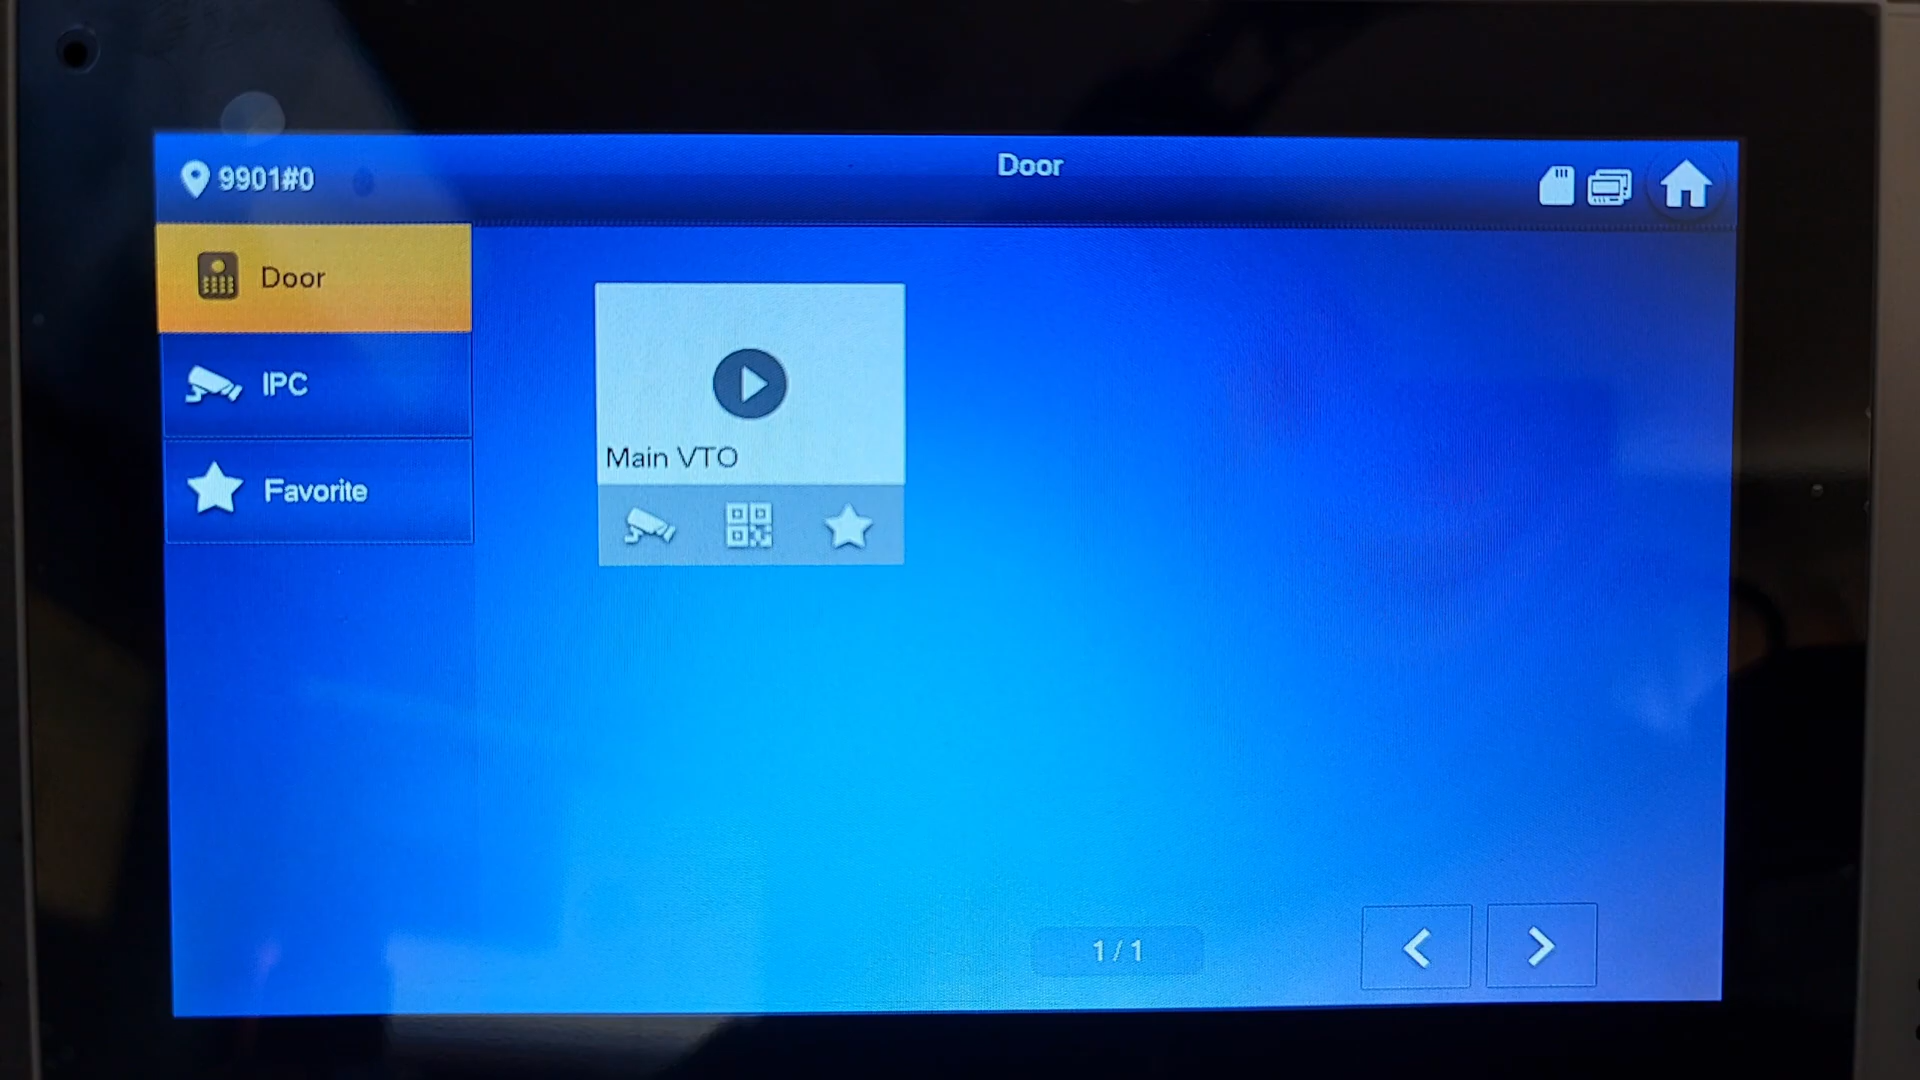 9901#0
Door
Door
IPC
Favorite
Main VTO
1/1